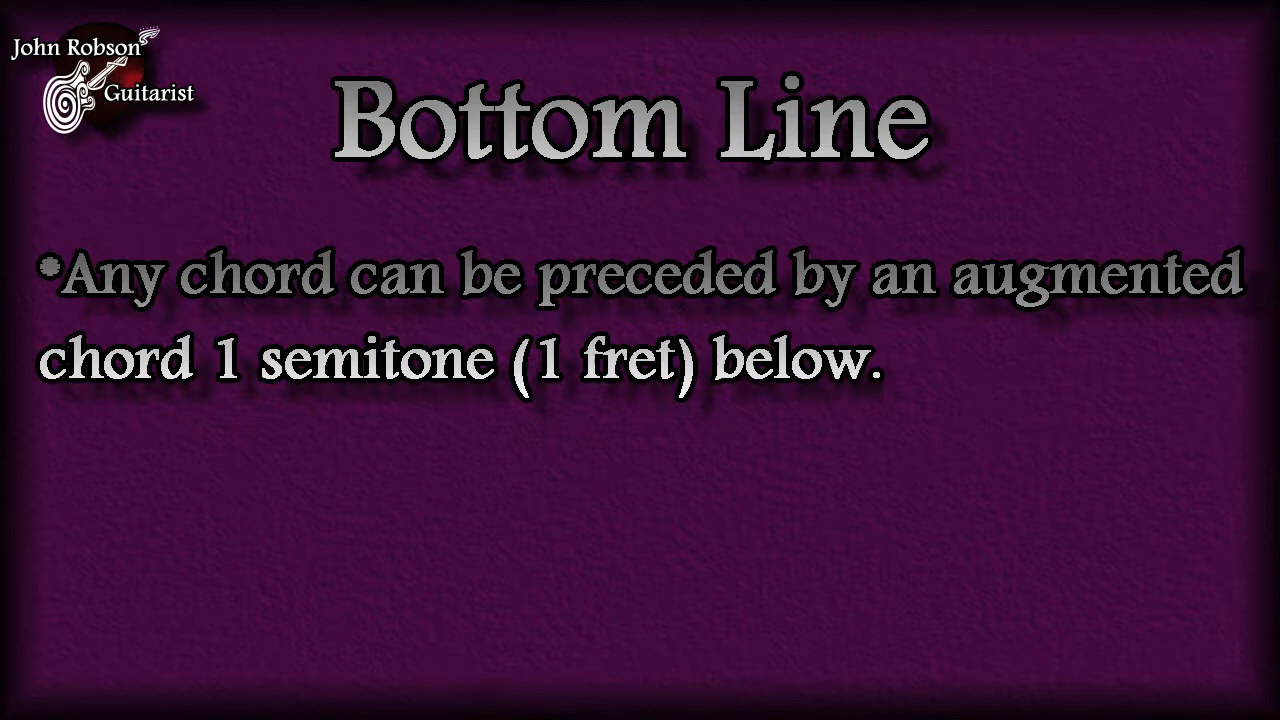 John Robson
Guitarist
Bottom Line
*Any chord can be preceded by an augmented
chord 1 semitone (1 fret) below.